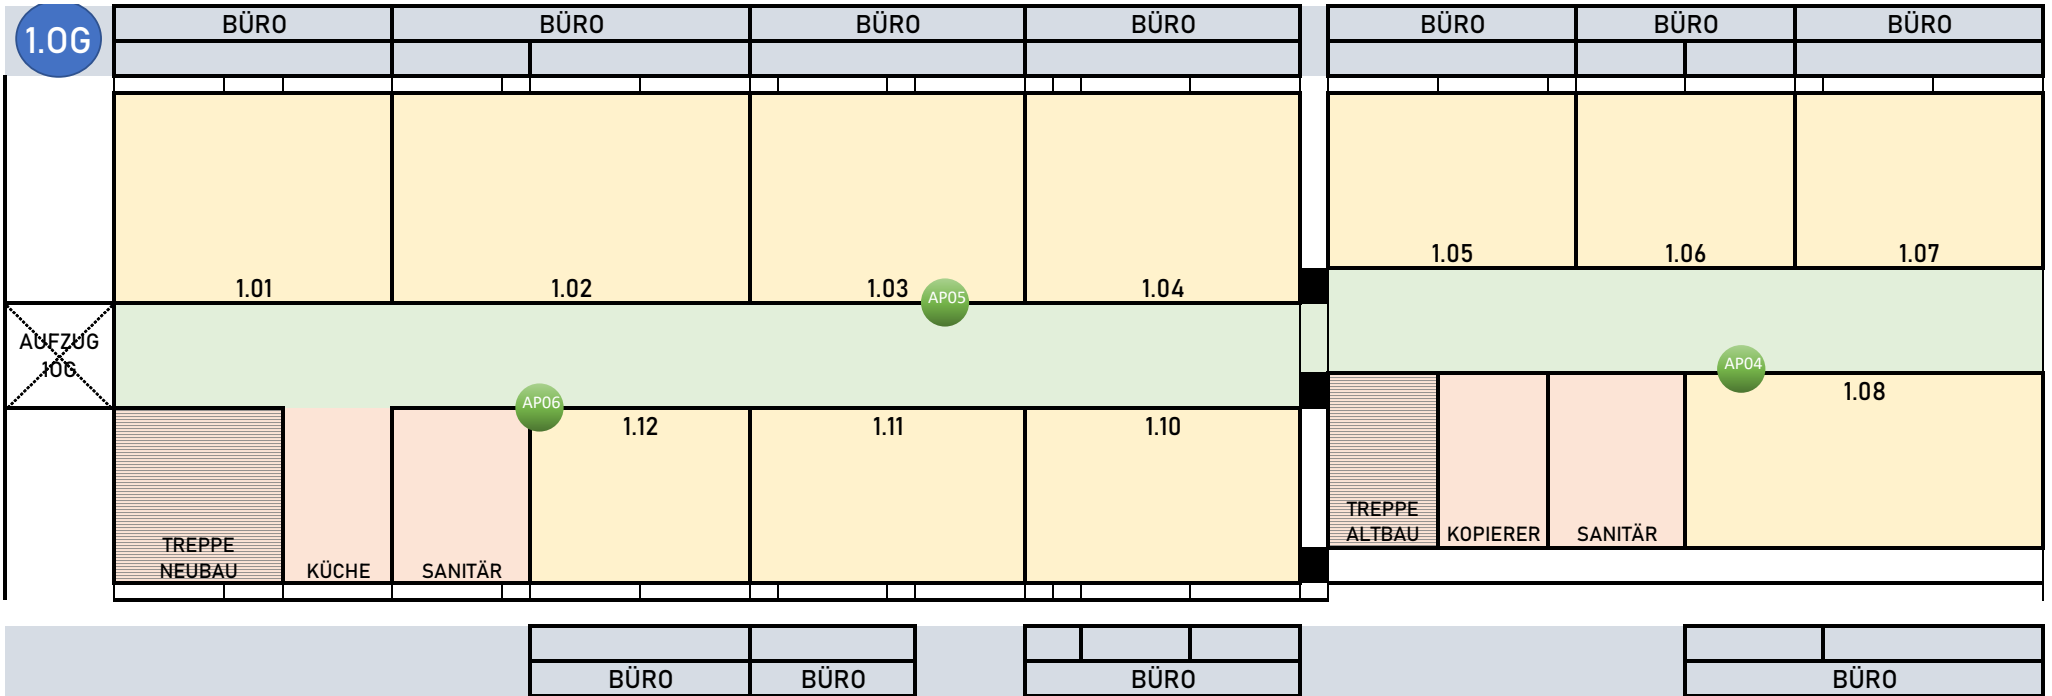 1.OG
BÜRO BÜRO BÜRO BÜRO BÜRO BÜRO BÜRO
1.05 1.06 1.07
1.01 1.02 1.03 1.04
AP05
AUFZUG
1OG
AP04
1.08
AP06
1.12 1.11 1.10
TREPPE
ALTBAU KOPIERER SANITÄR
TREPPE
NEUBAU KÜCHE SANITÄR
BÜRO BÜRO BÜRO BÜRO